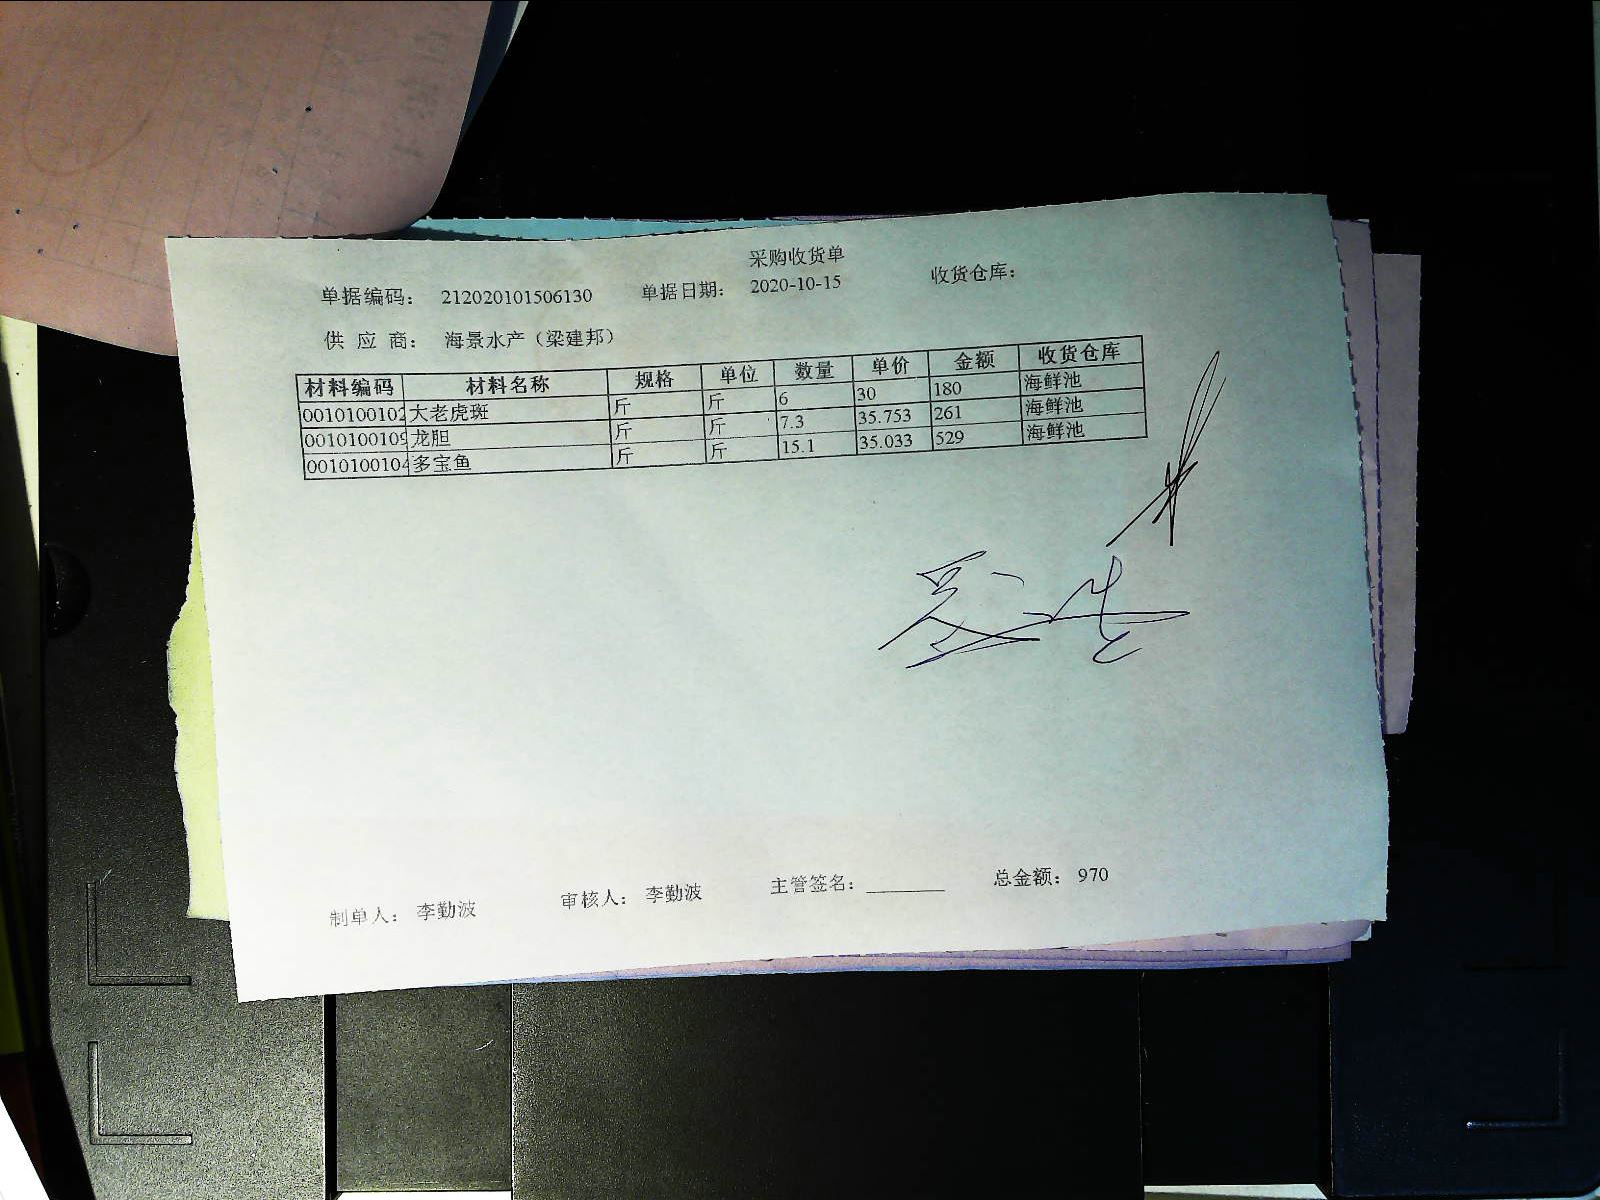 采购收货单
单据编码： 212020101506130 单据日期： 2020-10-15 收货仓库：
供 应 商： 海景水产（梁建邦）
材料编码 材料名称 规格 单位 数量 单价 金额 收货仓库
0010100102 大老虎斑 斤 斤 6 30 180 海鲜池
0010100109 龙胆 斤 斤 7.3 35.753 261 海鲜池
0010100104 多宝鱼 斤 斤 15.1 35.033 529 海鲜池
制单人： 李勤波 审核人： 李勤波 主管签名：________ 总金额： 970